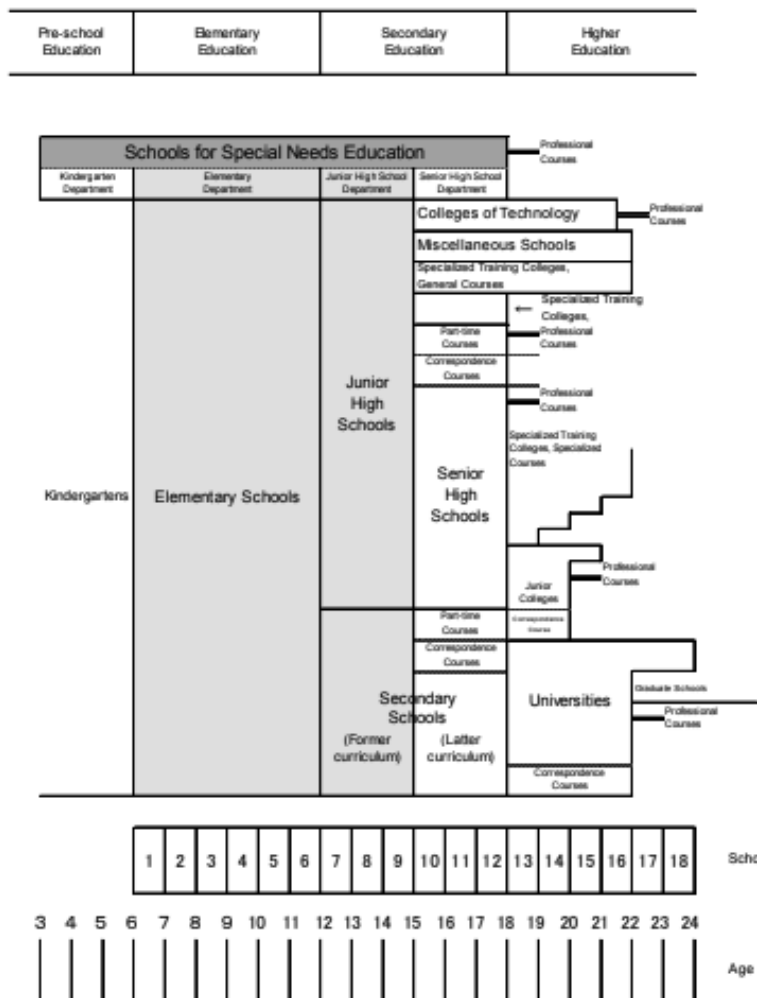 Pre-school
Education
Elementary
Education
Secondary
Education
Higher
Education
Schools for Special Needs Education
Professional
Courses
Kindergarten
Department
Elementary
Department
Junior High School
Department
Senior High School
Department
Colleges of Technology
Professional
Courses
Miscellaneous Schools
Specialized Training Colleges,
General Courses
← Specialized Training
Colleges,
Part-time
Courses
Professional
Courses
Correspondence
Courses
Junior
High
Schools
Professional
Courses
Specialized Training
Colleges, Specialized
Courses
Kindergartens
Elementary Schools
Senior
High
Schools
Junior
Colleges
Professional
Courses
Part-time
Courses
Correspondence
Course
Correspondence
Courses
Secondary
Schools
(Former
curriculum)
(Latter
curriculum)
Universities
Graduate Schools
Professional
Courses
Correspondence
Courses
1 2 3 4 5 6 7 8 9 10 11 12 13 14 15 16 17 18 Scho
3 4 5 6 7 8 9 10 11 12 13 14 15 16 17 18 19 20 21 22 23 24
Age